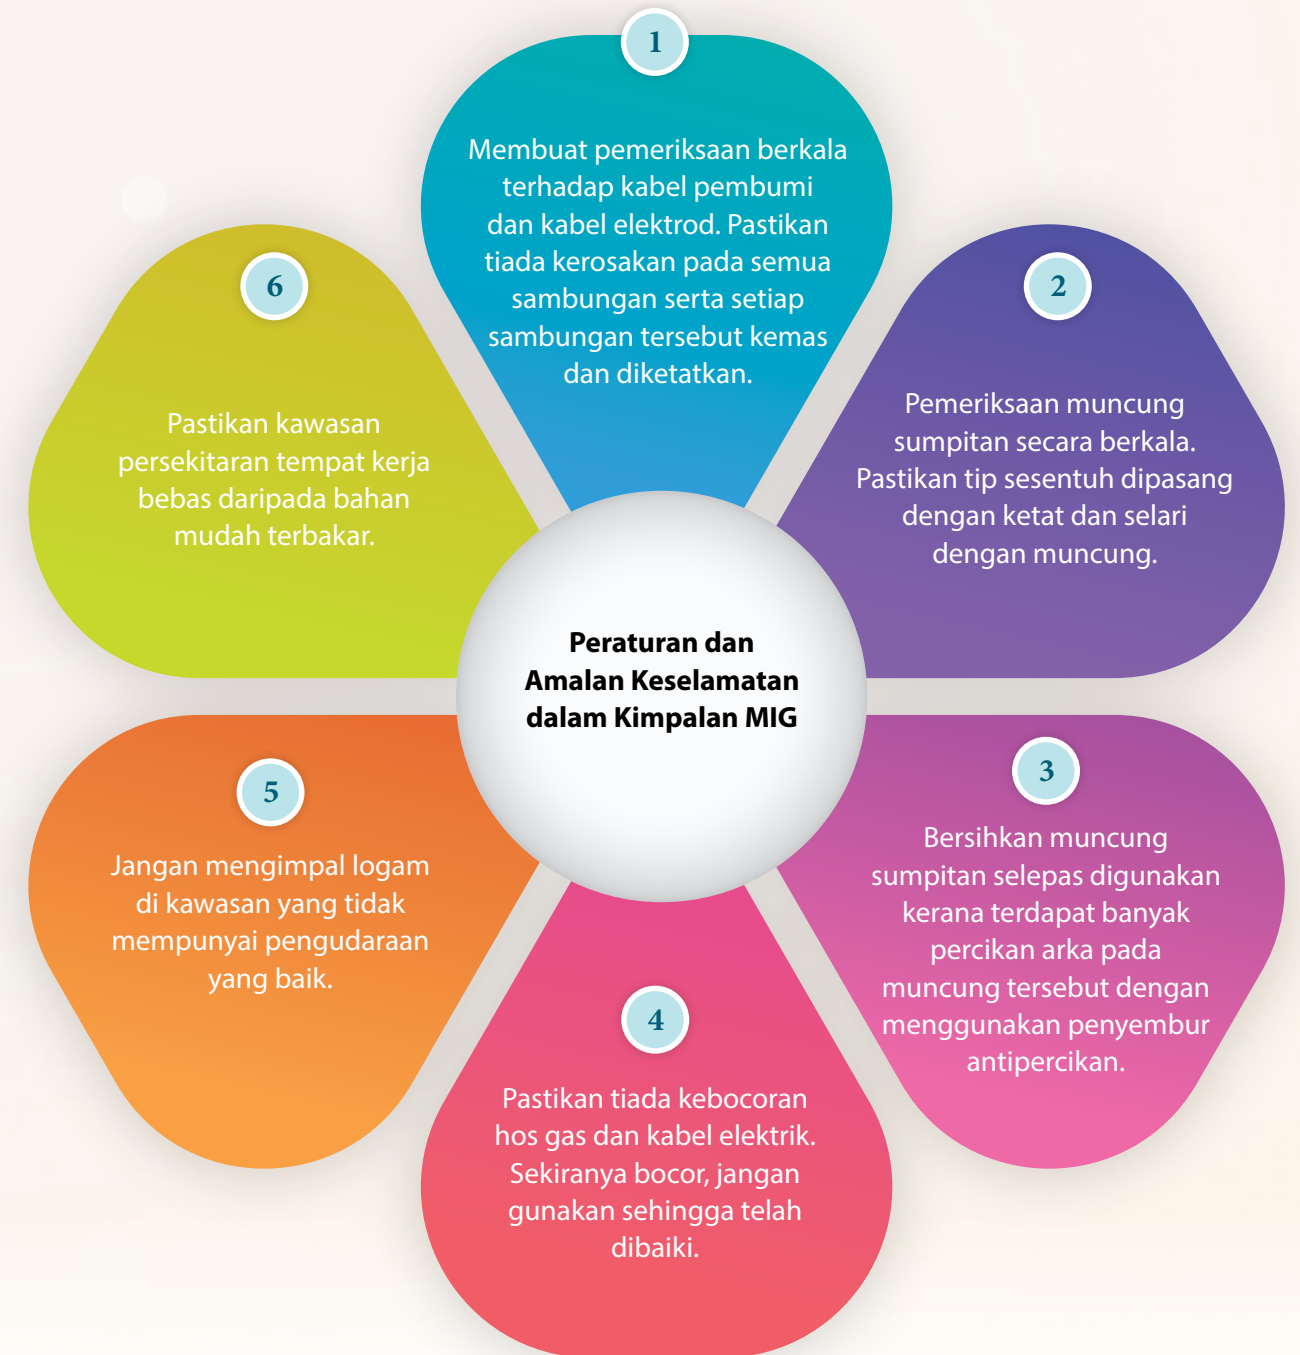 Peraturan dan
Amalan Keselamatan
dalam Kimpalan MIG
1
Membuat pemeriksaan berkala
terhadap kabel pembumi
dan kabel elektrod. Pastikan
tiada kerosakan pada semua
sambungan serta setiap
sambungan tersebut kemas
dan diketatkan.
2
Pemeriksaan muncung
sumpitan secara berkala.
Pastikan tip sesentuh dipasang
dengan ketat dan selari
dengan muncung.
3
Bersihkan muncung
sumpitan selepas digunakan
kerana terdapat banyak
percikan arka pada
muncung tersebut dengan
menggunakan penyembur
antipercikan.
4
Pastikan tiada kebocoran
hos gas dan kabel elektrik.
Sekiranya bocor, jangan
gunakan sehingga telah
dibaiki.
5
Jangan mengimpal logam
di kawasan yang tidak
mempunyai pengudaraan
yang baik.
6
Pastikan kawasan
persekitaran tempat kerja
bebas daripada bahan
mudah terbakar.